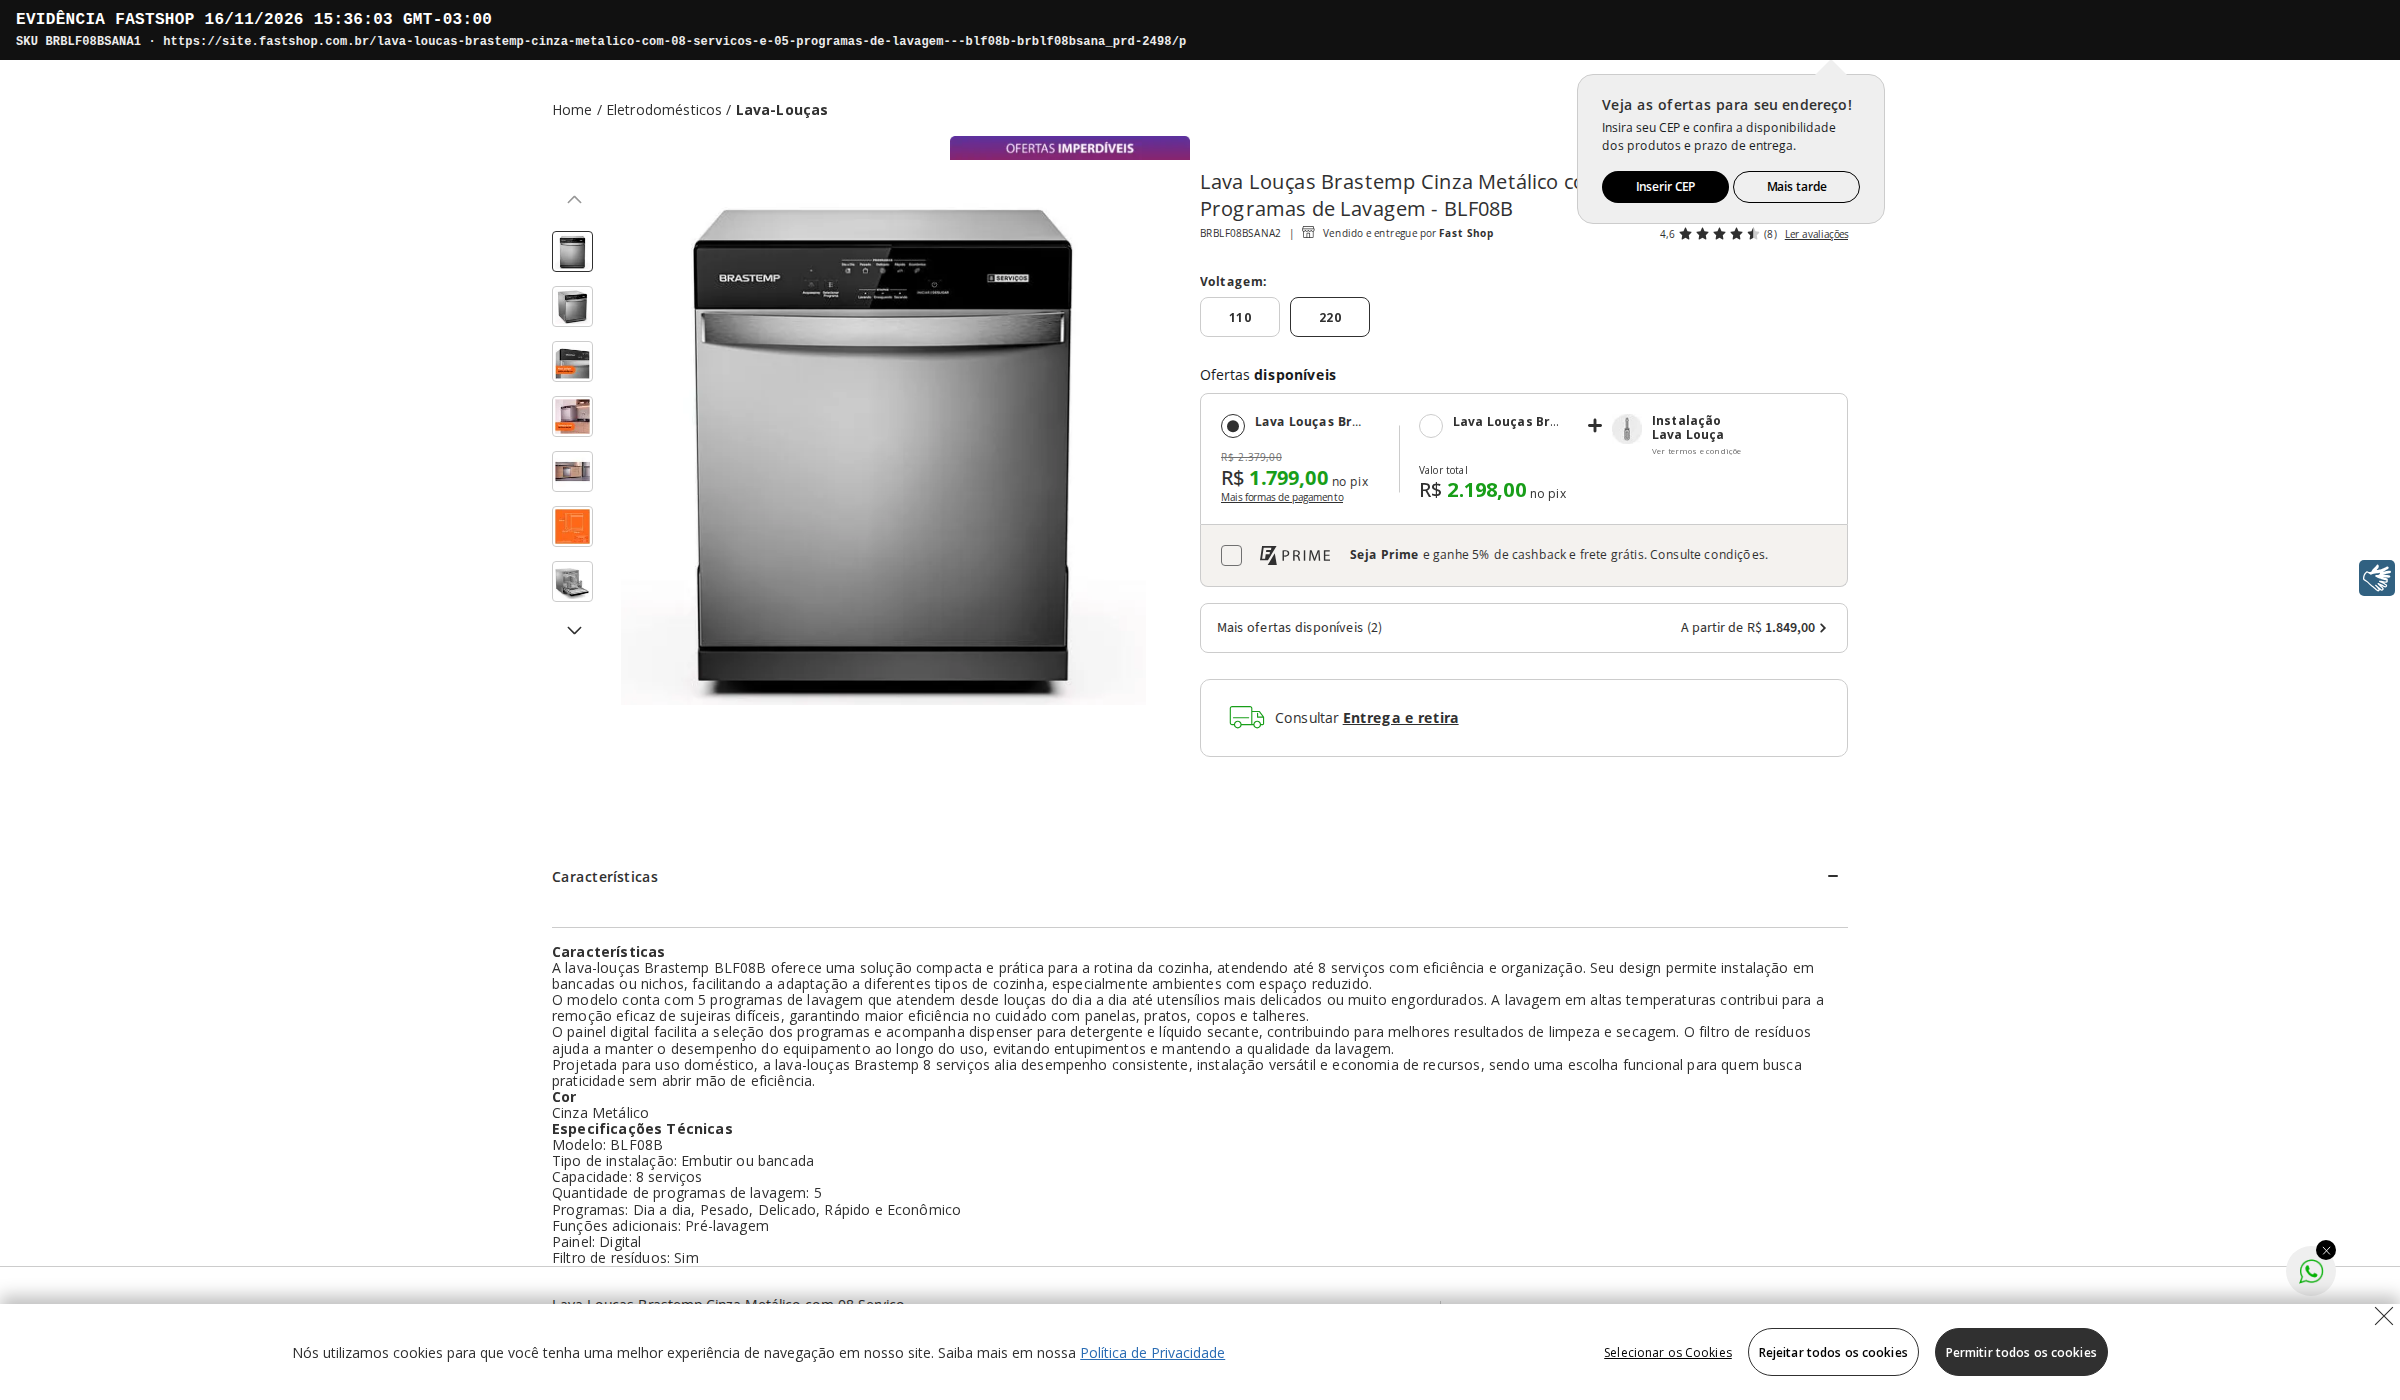 EVIDÊNCIA FASTSHOP 16/11/2026 15:36:03 GMT-03:00
SKU BRBLF08BSANA1 · https://site.fastshop.com.br/lava-loucas-brastemp-cinza-metalico-com-08-servicos-e-05-programas-de-lavagem---blf08b-brblf08bsana_prd-2498/p
Home / Eletrodomésticos / Lava-Louças
Veja as ofertas para seu endereço!
Insira seu CEP e confira a disponibilidade
dos produtos e prazo de entrega.
Inserir CEP
Mais tarde
OFERTAS IMPERDÍVEIS
Lava Louças Brastemp Cinza Metálico
Programas de Lavagem - BLF08B
BRBLF08BSANA2 | Vendido e entregue por Fast Shop
4,6 (8) Ler avaliações
BRASTEMP
8 SERVIÇOS
Voltagem:
110
220
Ofertas disponíveis
Lava Louças Br...
R$ 2.379,00
R$ 1.799,00 no pix
Mais formas de pagamento
Lava Louças Br...
Valor total
R$ 2.198,00 no pix
+
Instalação
Lava Louça
Ver termos e condiçõe
PRIME
Seja Prime e ganhe 5% de cashback e frete grátis. Consulte condições.
Mais ofertas disponíveis (2)
A partir de R$ 1.849,00
Consultar Entrega e retira
Características
Características
A lava-louças Brastemp BLF08B oferece uma solução compacta e prática para a rotina da cozinha, atendendo até 8 serviços com eficiência e organização. Seu design permite instalação em
bancadas ou nichos, facilitando a adaptação a diferentes tipos de cozinha, especialmente ambientes com espaço reduzido.
O modelo conta com 5 programas de lavagem que atendem desde louças do dia a dia até utensílios mais delicados ou muito engordurados. A lavagem em altas temperaturas contribui para a
remoção eficaz de sujeiras difíceis, garantindo maior eficiência no cuidado com panelas, pratos, copos e talheres.
O painel digital facilita a seleção dos programas e acompanha dispenser para detergente e líquido secante, contribuindo para melhores resultados de limpeza e secagem. O filtro de resíduos
ajuda a manter o desempenho do equipamento ao longo do uso, evitando entupimentos e mantendo a qualidade da lavagem.
Projetada para uso doméstico, a lava-louças Brastemp 8 serviços alia desempenho consistente, instalação versátil e economia de recursos, sendo uma escolha funcional para quem busca
praticidade sem abrir mão de eficiência.
Cor
Cinza Metálico
Especificações Técnicas
Modelo: BLF08B
Tipo de instalação: Embutir ou bancada
Capacidade: 8 serviços
Quantidade de programas de lavagem: 5
Programas: Dia a dia, Pesado, Delicado, Rápido e Econômico
Funções adicionais: Pré-lavagem
Painel: Digital
Filtro de resíduos: Sim
Lava Louças Brastemp Cinza Metálico com 08 Serviço
Nós utilizamos cookies para que você tenha uma melhor experiência de navegação em nosso site. Saiba mais em nossa Política de Privacidade
Selecionar os Cookies
Rejeitar todos os cookies
Permitir todos os cookies